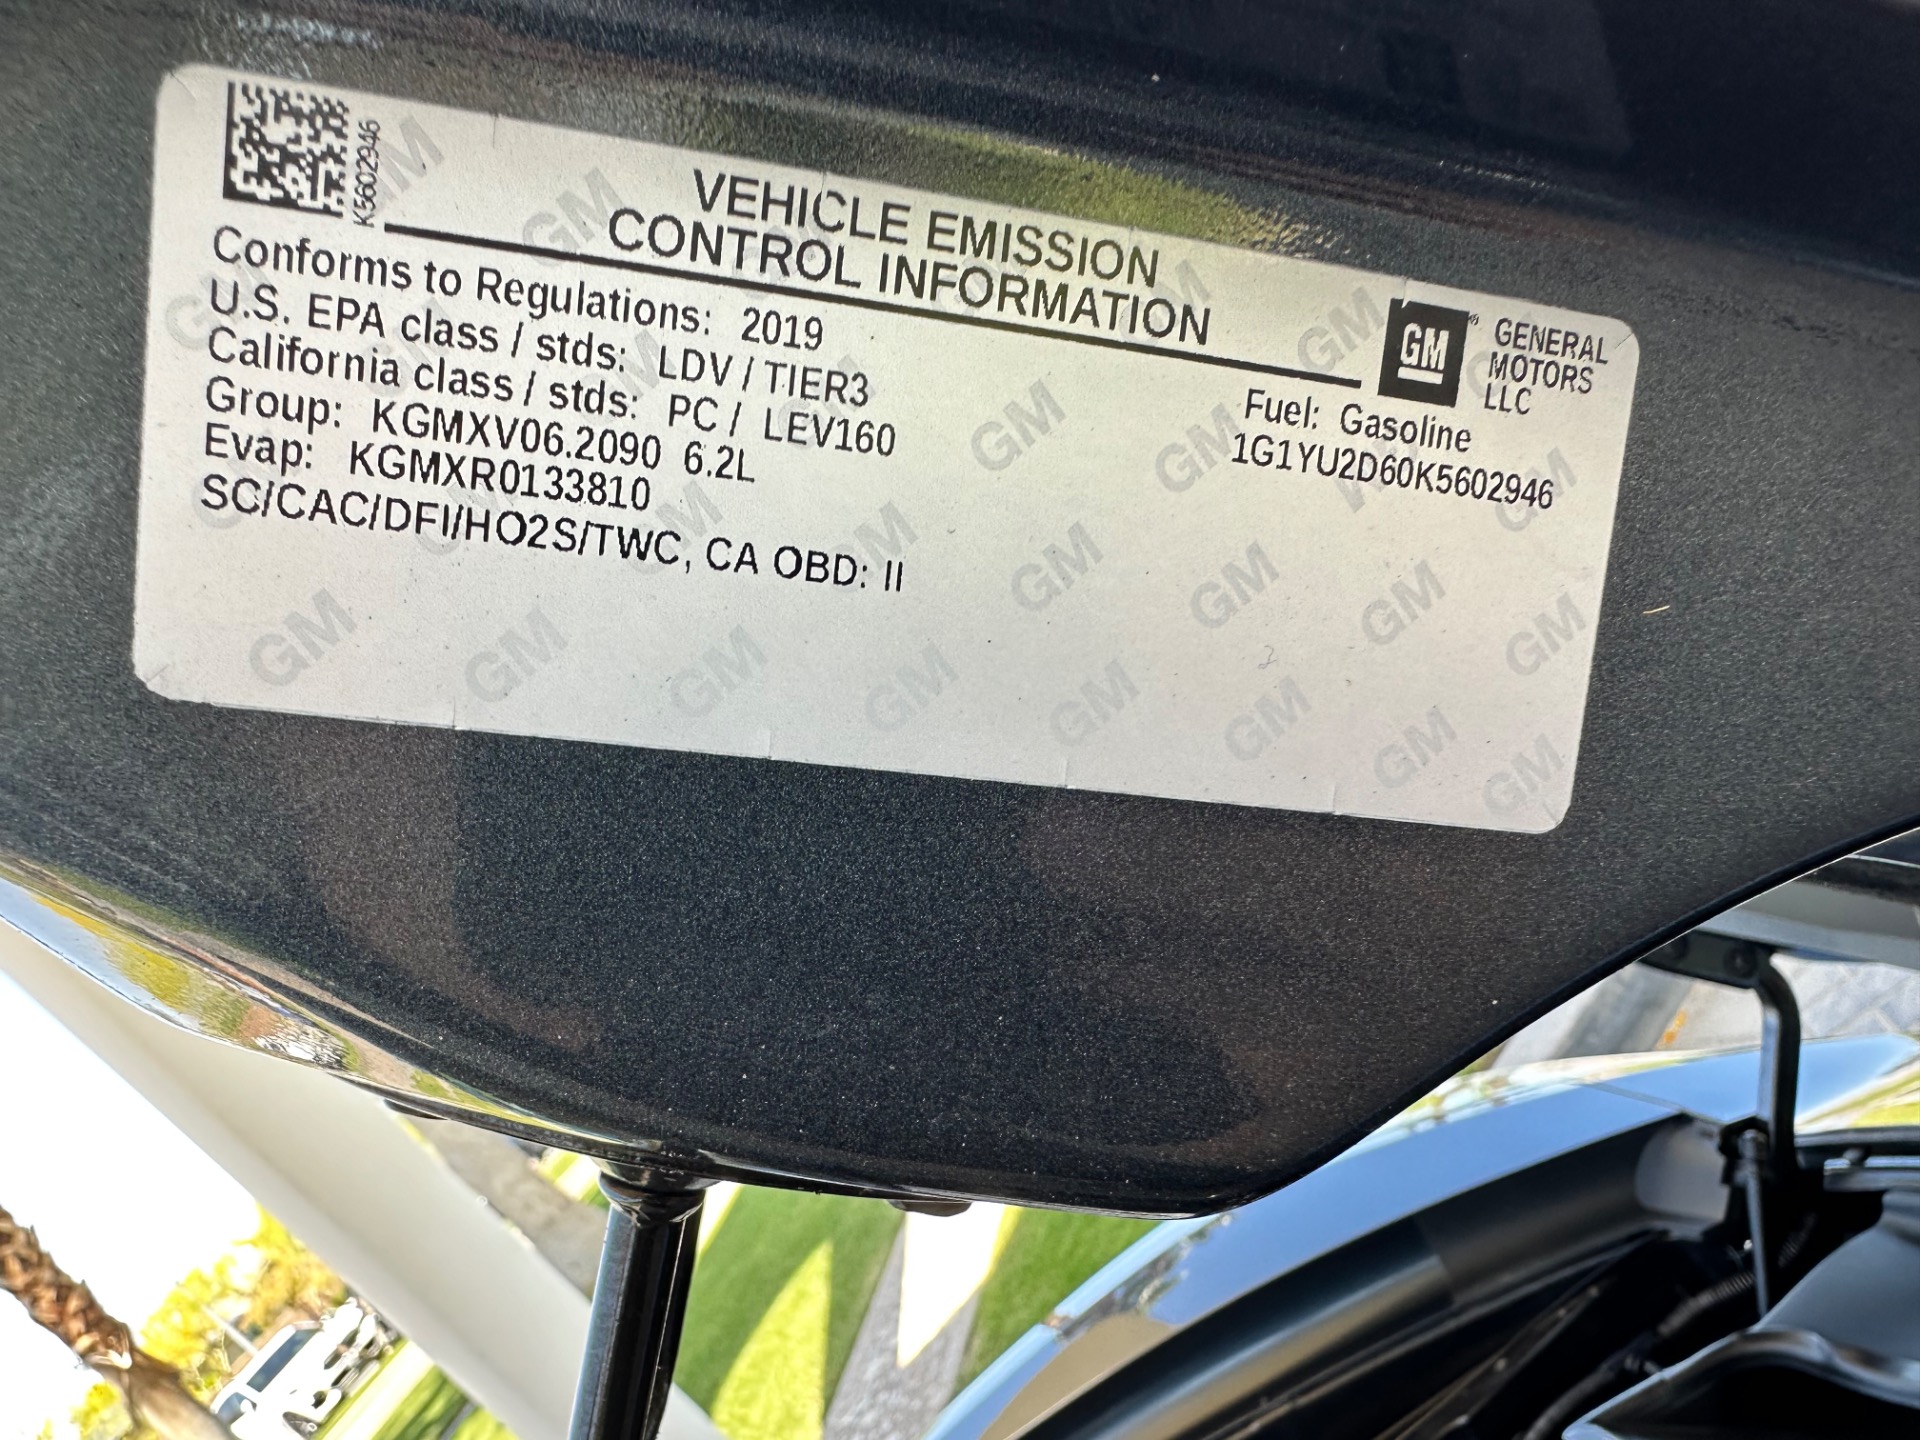 K5602946
VEHICLE EMISSION
CONTROL INFORMATION
GM
GENERAL
MOTORS
LLC
Conforms to Regulations: 2019
U.S. EPA class / stds: LDV / TIER3
California class / stds: PC / LEV160
Group: KGMXV06.2090 6.2L
Evap: KGMXR0133810
SC/CAC/DFI/HO2S/TWC, CA OBD: II
Fuel: Gasoline
1G1YU2D60K5602946